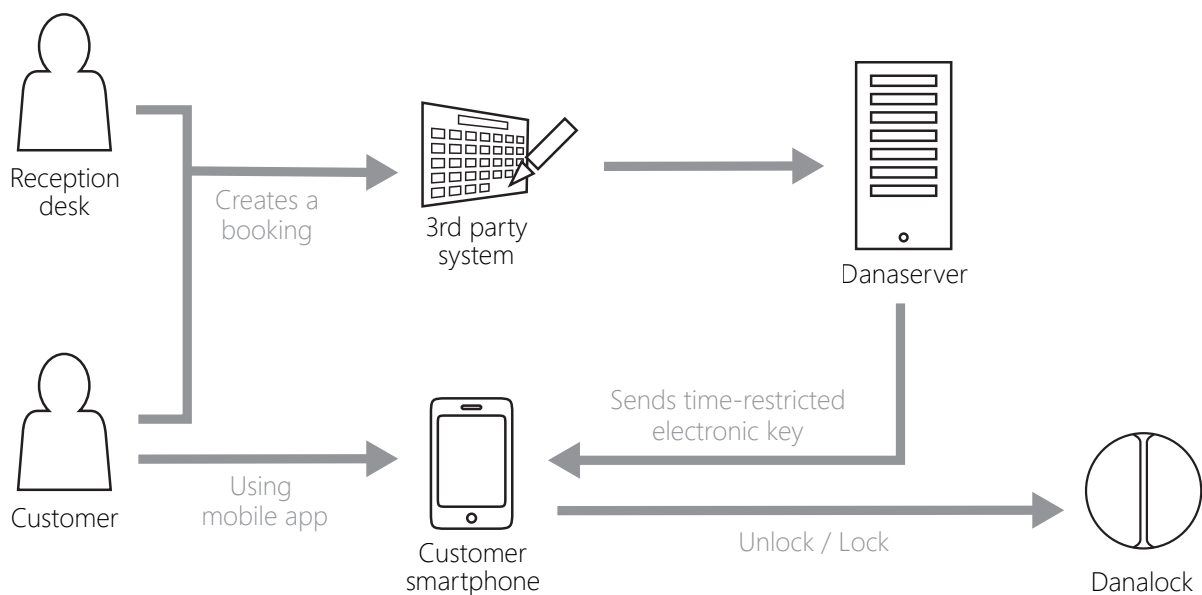 Reception
desk
Creates a
booking
3rd party
system
Danaserver
Customer
Using
mobile app
Customer
smartphone
Sends time-restricted
electronic key
Unlock / Lock
Danalock